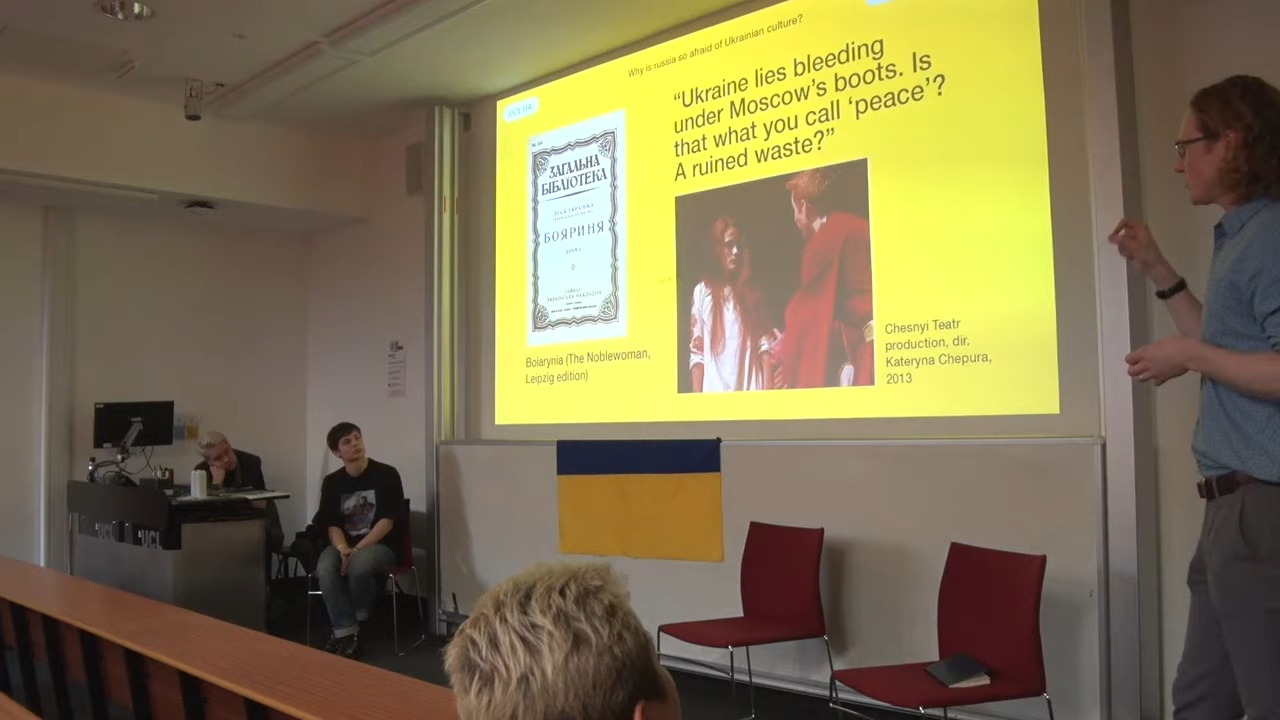 Why is russia so afraid of Ukrainian culture?
“Ukraine lies bleeding
under Moscow’s boots. Is
that what you call ‘peace’?
A ruined waste?”
ЗАГАЛЬНА
БІБЛІОТЕКА
БОЯРИНЯ
ДРАМА
Boiarynia (The Noblewoman,
Leipzig edition)
Chesnyi Teatr
production, dir.
Kateryna Chepura,
2013
UCL
UCL